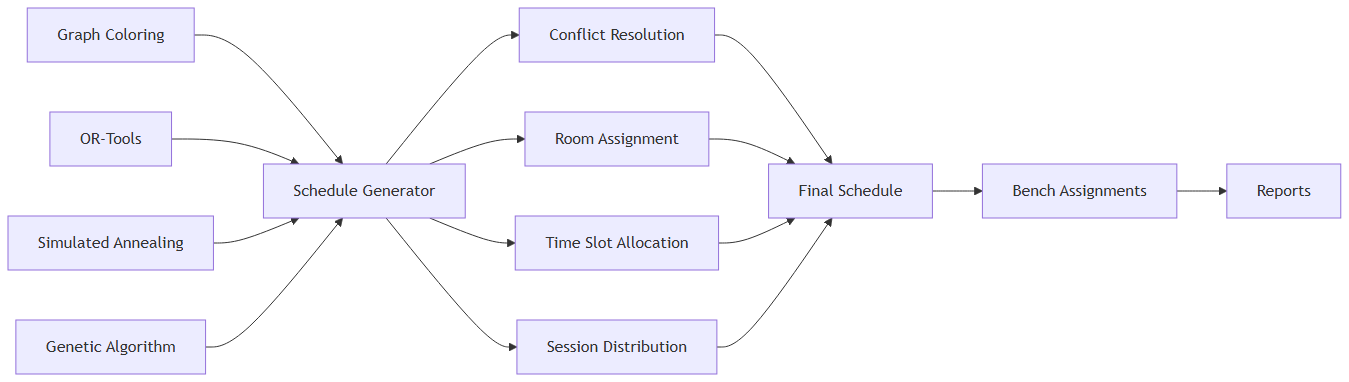 Graph Coloring
OR-Tools
Simulated Annealing
Genetic Algorithm
Schedule Generator
Conflict Resolution
Room Assignment
Time Slot Allocation
Session Distribution
Final Schedule
Bench Assignments
Reports